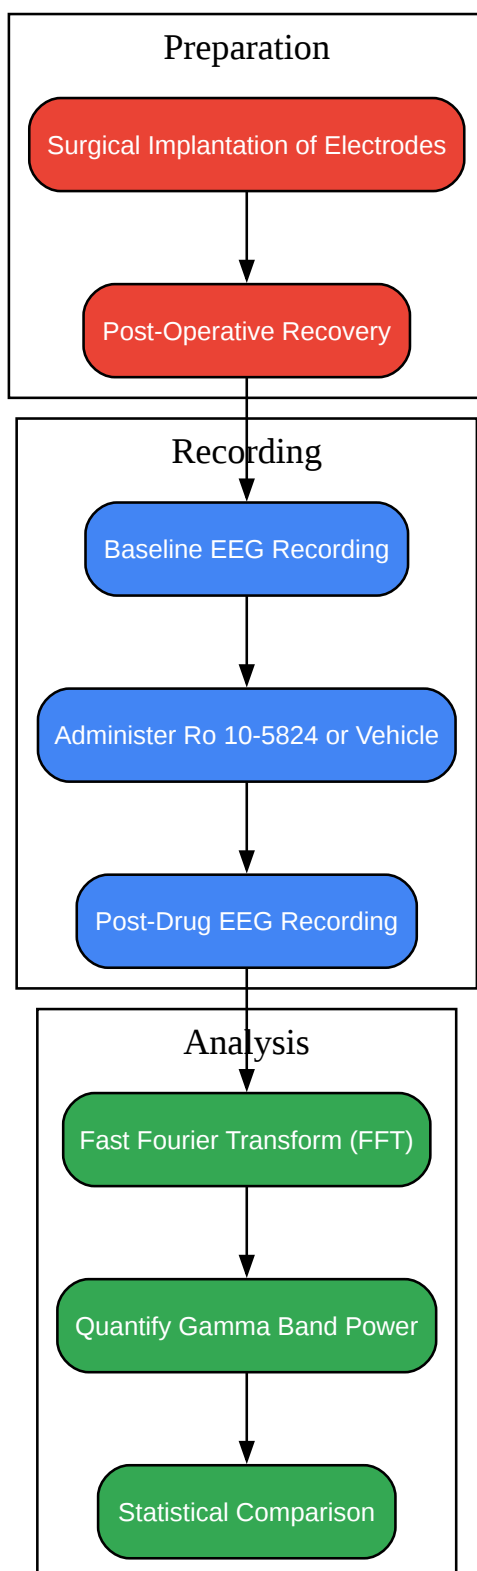 Preparation
Surgical Implantation of Electrodes
Post-Operative Recovery
Recording
Baseline EEG Recording
Administer Ro 10-5824 or Vehicle
Post-Drug EEG Recording
Analysis
Fast Fourier Transform (FFT)
Quantify Gamma Band Power
Statistical Comparison